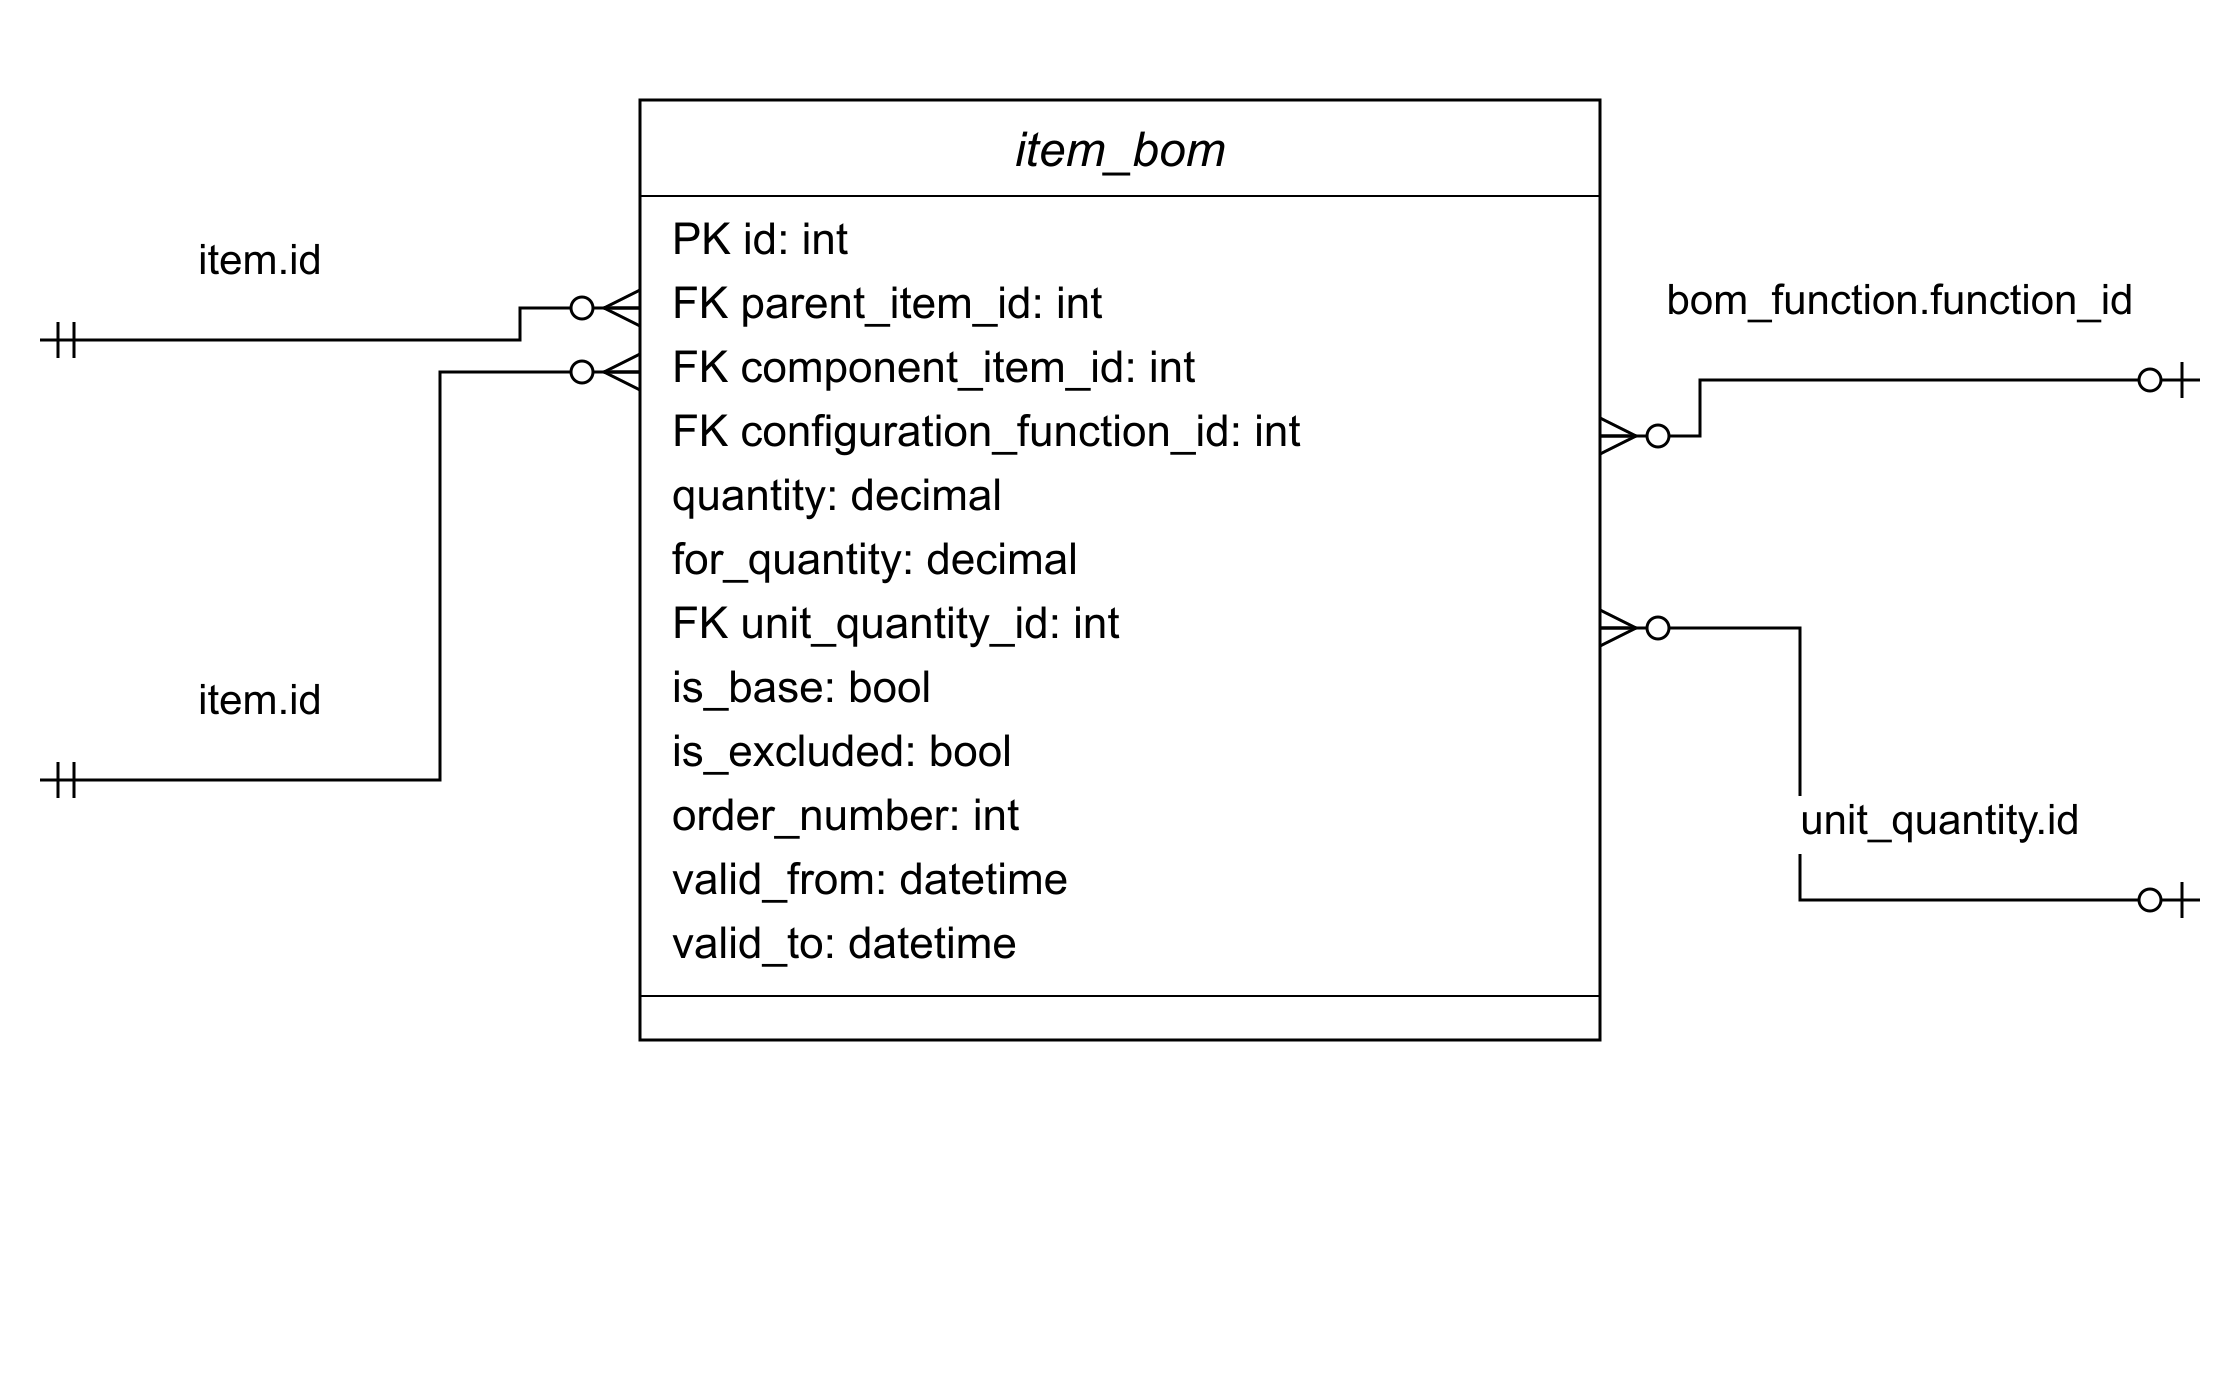 item_bom
PK id: int
FK parent_item_id: int
FK component_item_id: int
FK configuration_function_id: int
quantity: decimal
for_quantity: decimal
FK unit_quantity_id: int
is_base: bool
is_excluded: bool
order_number: int
valid_from: datetime
valid_to: datetime
item.id
item.id
bom_function.function_id
unit_quantity.id